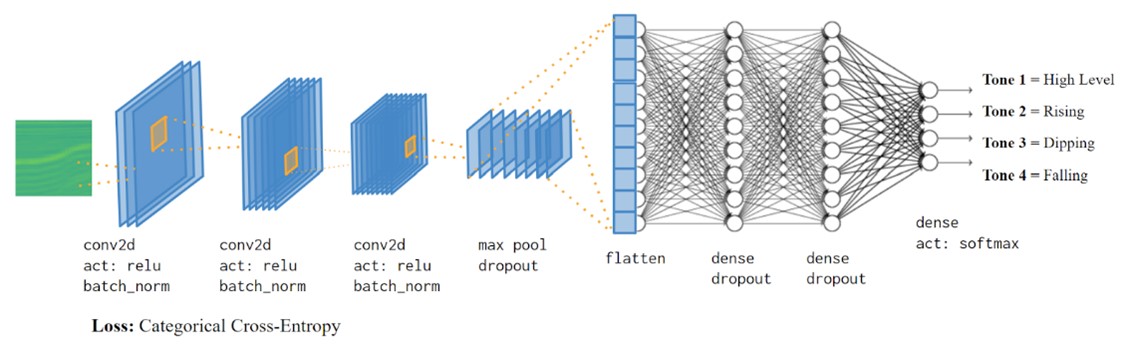 Tone 1 = High Level
Tone 2 = Rising
Tone 3 = Dipping
Tone 4 = Falling
conv2d
act: relu
batch_norm
conv2d
act: relu
batch_norm
conv2d
act: relu
batch_norm
max pool
dropout
flatten
dense
dropout
dense
dropout
dense
act: softmax
Loss: Categorical Cross-Entropy